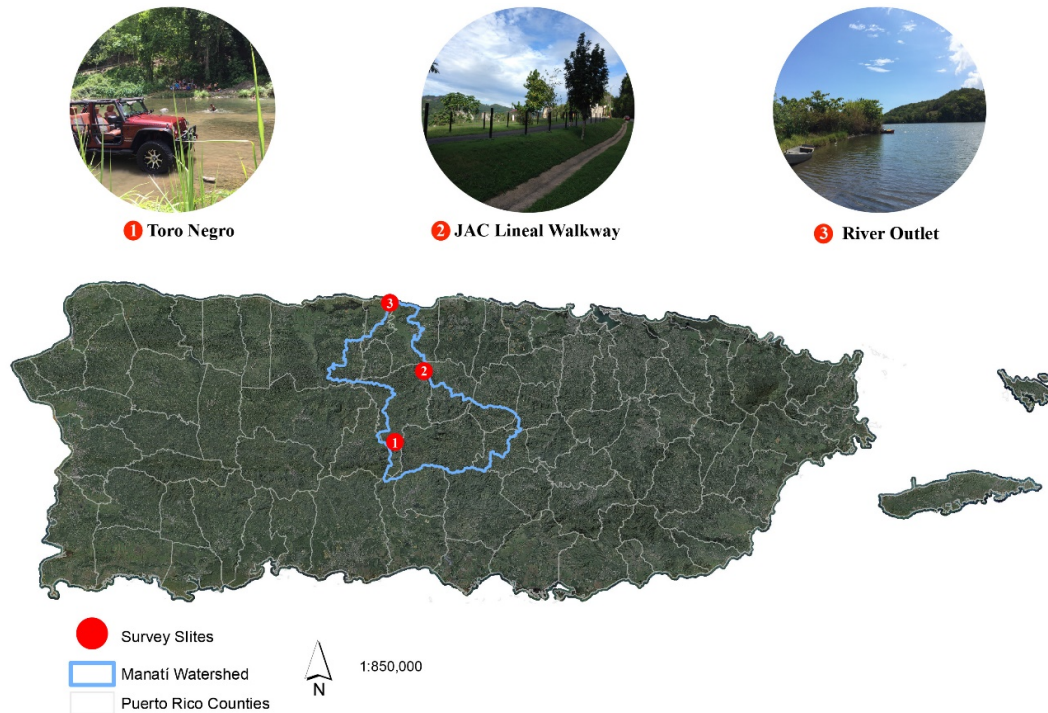 1 Toro Negro
2 JAC Lineal Walkway
3 River Outlet
3
2
1
Survey Slites
Manatí Watershed
Puerto Rico Counties
N
1:850,000